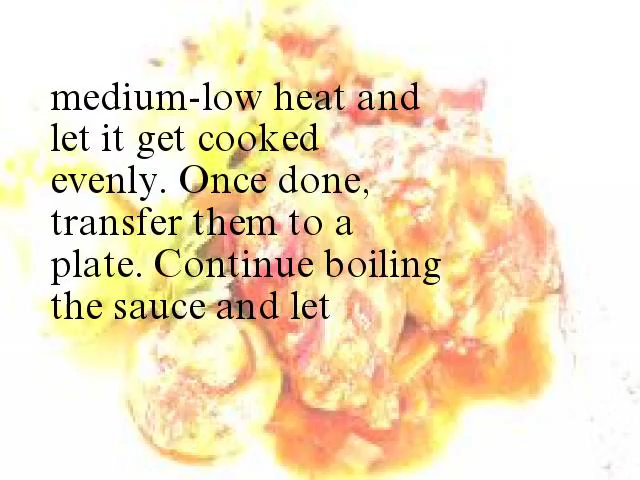 medium-low heat and
let it get cooked
evenly. Once done,
transfer them to a
plate. Continue boiling
the sauce and let